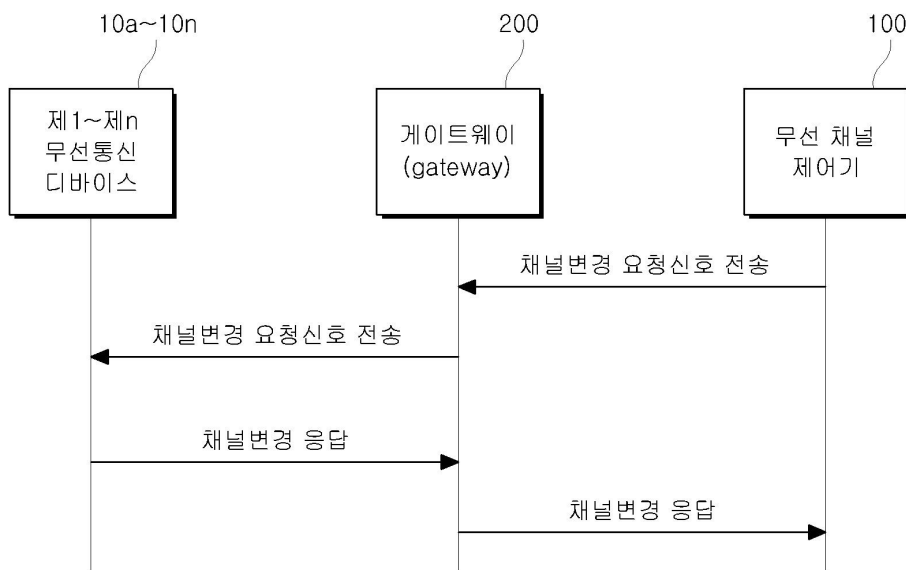 10a~10n
200
100
제1~제n
무선통신
디바이스
게이트웨이
(gateway)
무선 채널
제어기
채널변경 요청신호 전송
채널변경 요청신호 전송
채널변경 응답
채널변경 응답